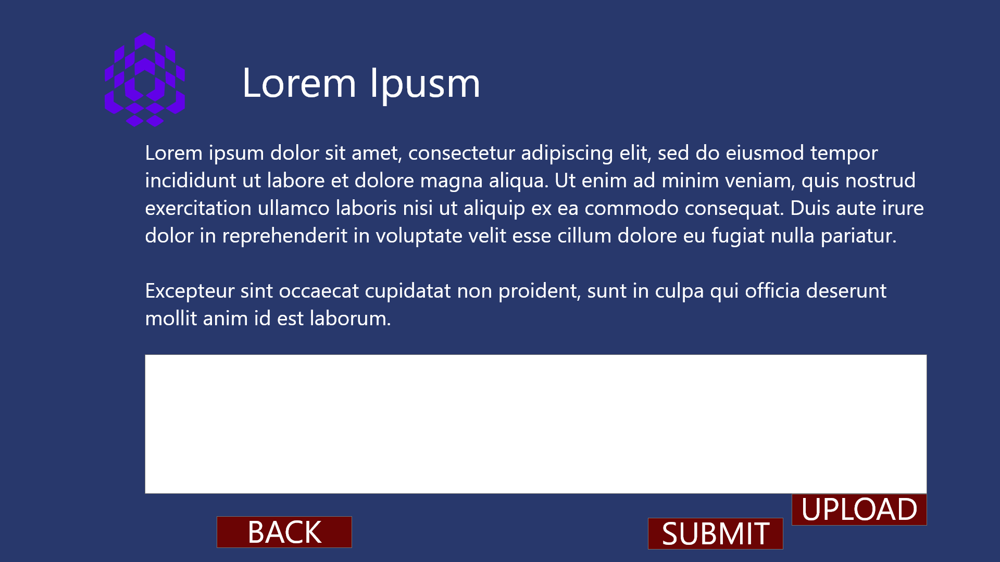 Lorem Ipusm
Lorem ipsum dolor sit amet, consectetur adipiscing elit, sed do eiusmod tempor
incididunt ut labore et dolore magna aliqua. Ut enim ad minim veniam, quis nostrud
exercitation ullamco laboris nisi ut aliquip ex ea commodo consequat. Duis aute irure
dolor in reprehenderit in voluptate velit esse cillum dolore eu fugiat nulla pariatur.
Excepteur sint occaecat cupidatat non proident, sunt in culpa qui officia deserunt
mollit anim id est laborum.
UPLOAD
BACK
SUBMIT